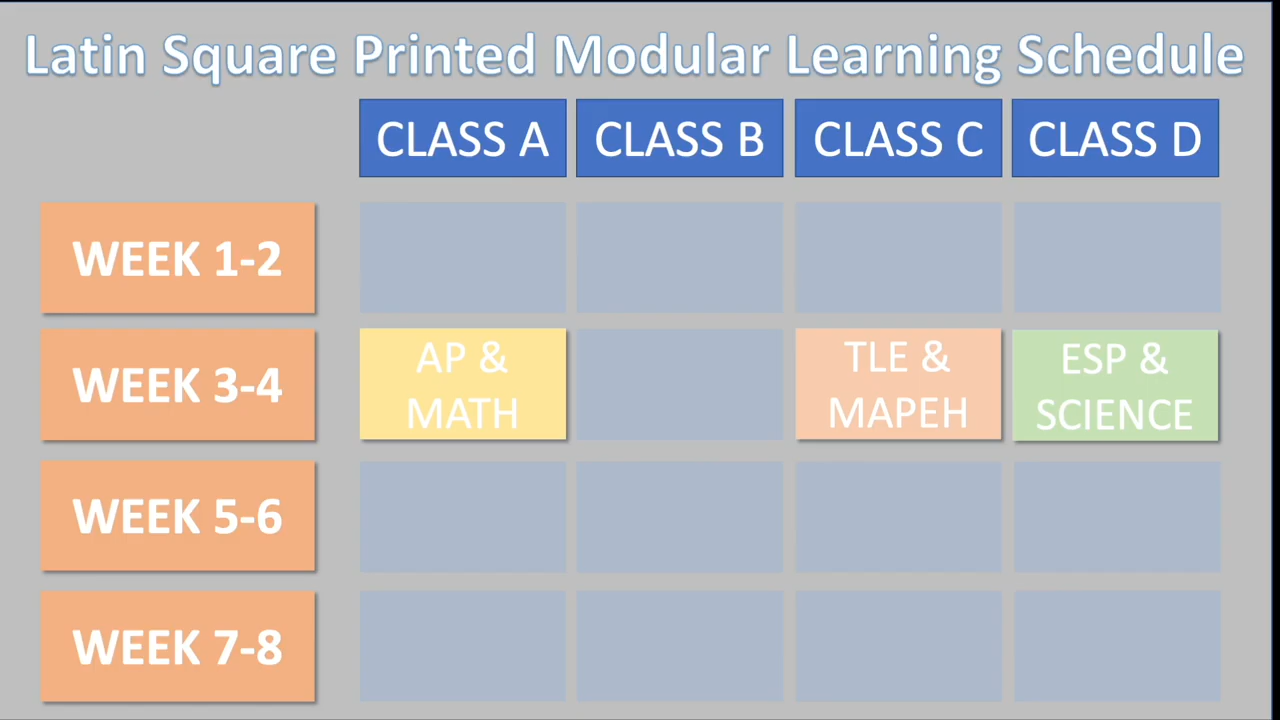 Latin Square Printed Modular Learning Schedule
CLASS A
CLASS B
CLASS C
CLASS D
WEEK 1-2
WEEK 3-4
AP &
MATH
TLE &
MAPEH
ESP &
SCIENCE
WEEK 5-6
WEEK 7-8